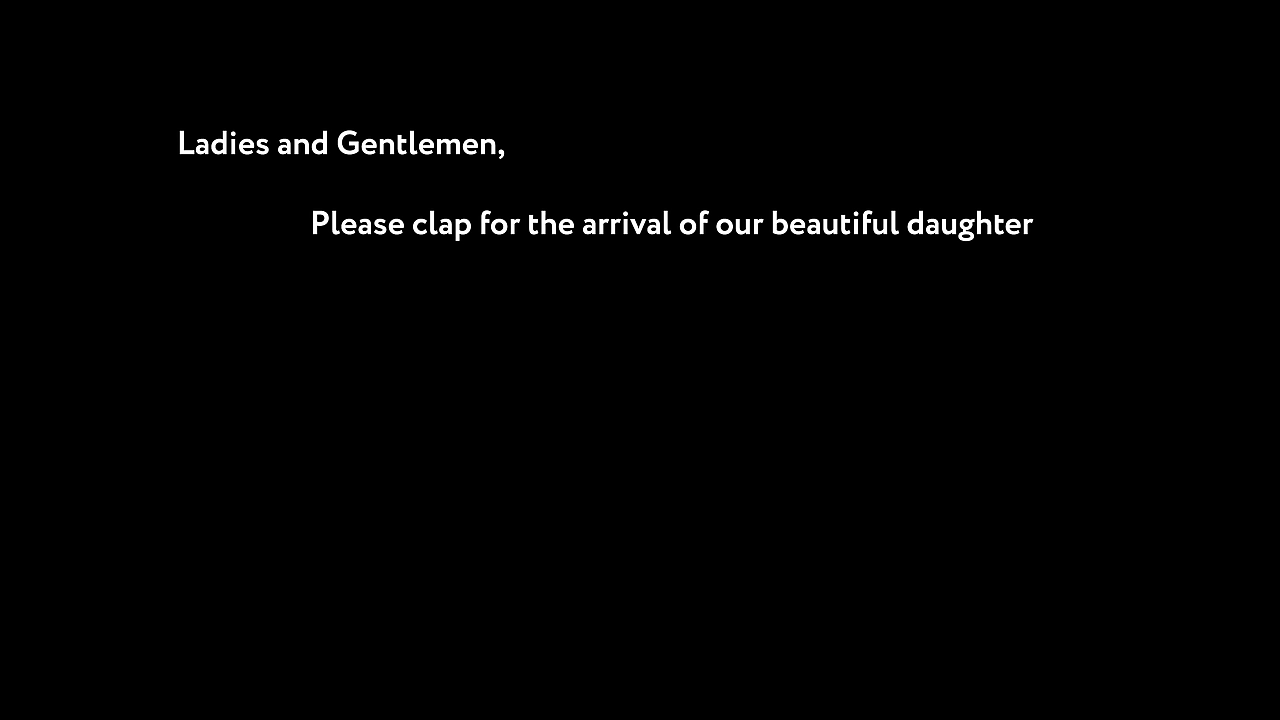 Ladies and Gentlemen,
Please clap for the arrival of our beautiful daughter